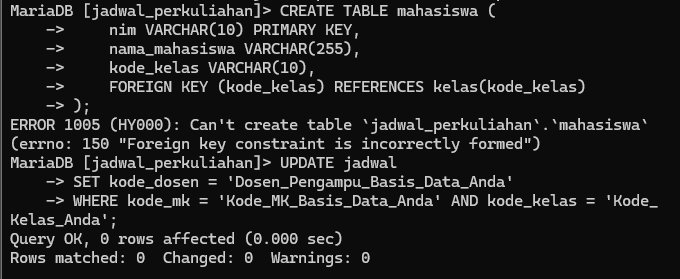 MariaDB [jadwal_perkuliahan]> CREATE TABLE mahasiswa (
    ->     nim VARCHAR(10) PRIMARY KEY,
    ->     nama_mahasiswa VARCHAR(255),
    ->     kode_kelas VARCHAR(10),
    ->     FOREIGN KEY (kode_kelas) REFERENCES kelas(kode_kelas)
    -> );
ERROR 1005 (HY000): Can't create table `jadwal_perkuliahan`.`mahasiswa`
(errno: 150 "Foreign key constraint is incorrectly formed")
MariaDB [jadwal_perkuliahan]> UPDATE jadwal
    -> SET kode_dosen = 'Dosen_Pengampu_Basis_Data_Anda'
    -> WHERE kode_mk = 'Kode_MK_Basis_Data_Anda' AND kode_kelas = 'Kode_
Kelas_Anda';
Query OK, 0 rows affected (0.000 sec)
Rows matched: 0  Changed: 0  Warnings: 0